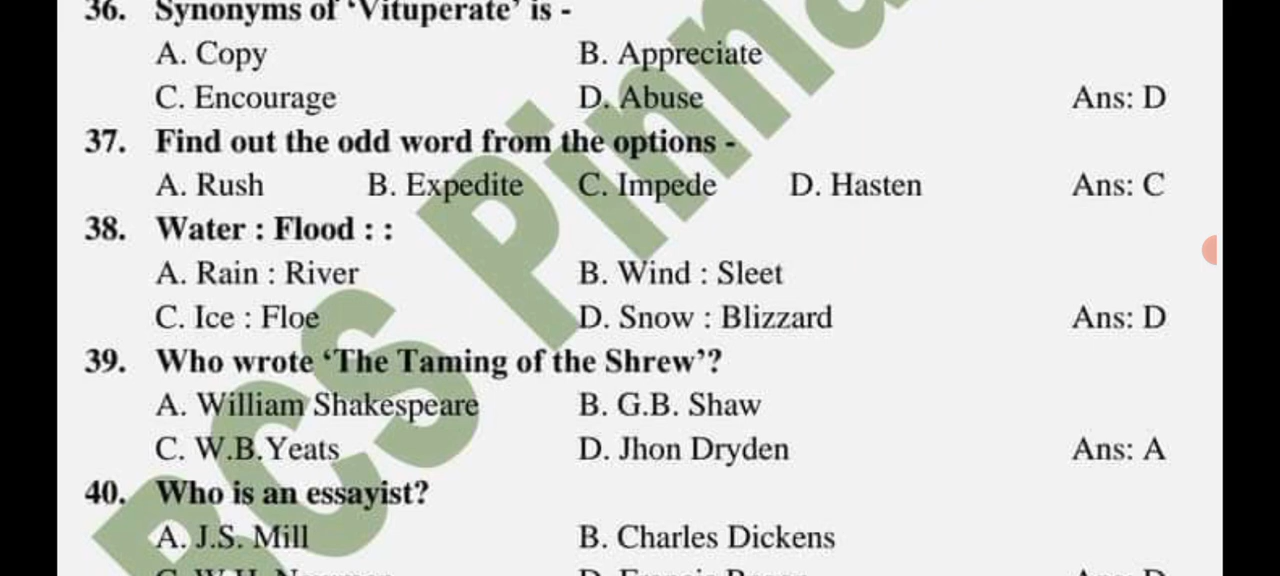 36. Synonyms of ‘Vituperate’ is -
A. Copy B. Appreciate
C. Encourage D. Abuse Ans: D
37. Find out the odd word from the options -
A. Rush B. Expedite C. Impede D. Hasten Ans: C
38. Water : Flood : :
A. Rain : River B. Wind : Sleet
C. Ice : Floe D. Snow : Blizzard Ans: D
39. Who wrote ‘The Taming of the Shrew’?
A. William Shakespeare B. G.B. Shaw
C. W.B.Yeats D. Jhon Dryden Ans: A
40. Who is an essayist?
A. J.S. Mill B. Charles Dickens
BCS